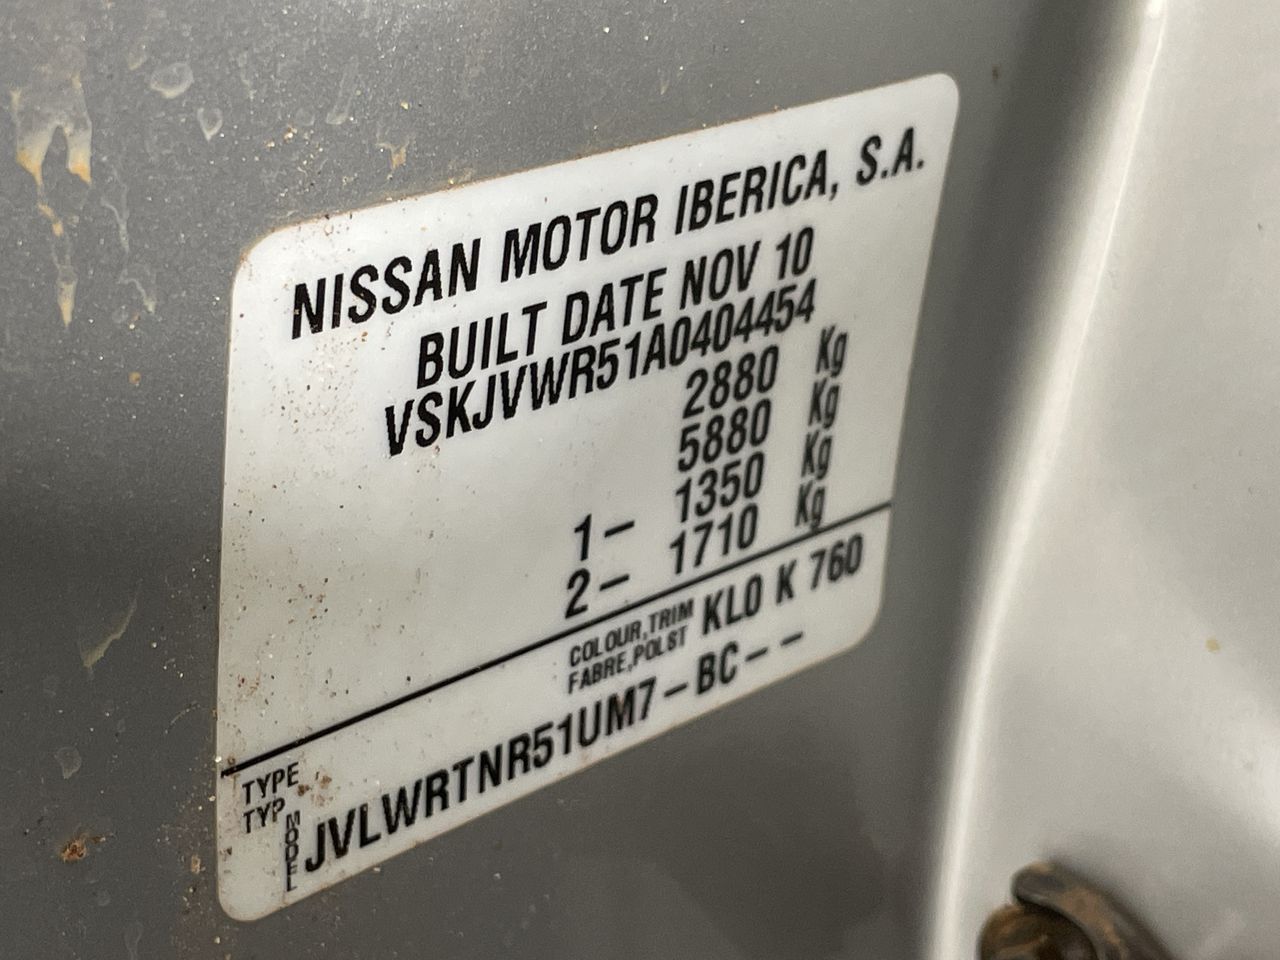 NISSAN MOTOR IBERICA, S.A.
BUILT DATE NOV 10
VSKJVWR51A0404454
2880 Kg
5880 Kg
1- 1350 Kg
2- 1710 Kg
COLOUR,TRIM
FABRE,POLST
KL0 K 760
TYPE
TYP
MODEL
JVLWRTNR51UM7-BC--